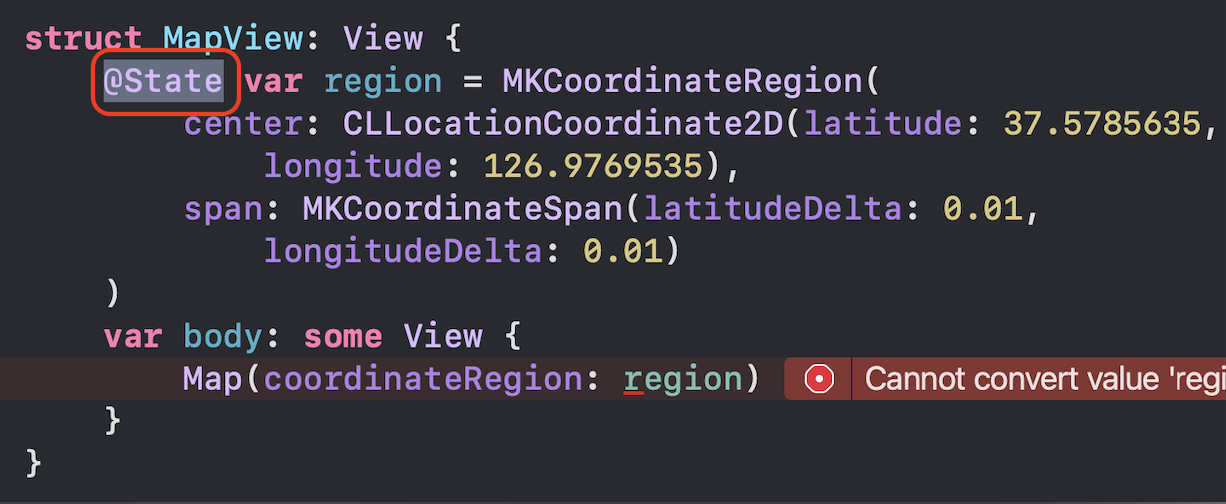 struct MapView: View {
@State var region = MKCoordinateRegion(
center: CLLocationCoordinate2D(latitude: 37.5785635,
longitude: 126.9769535),
span: MKCoordinateSpan(latitudeDelta: 0.01,
longitudeDelta: 0.01)
)
var body: some View {
Map(coordinateRegion: region) Cannot convert value 'regi
}
}